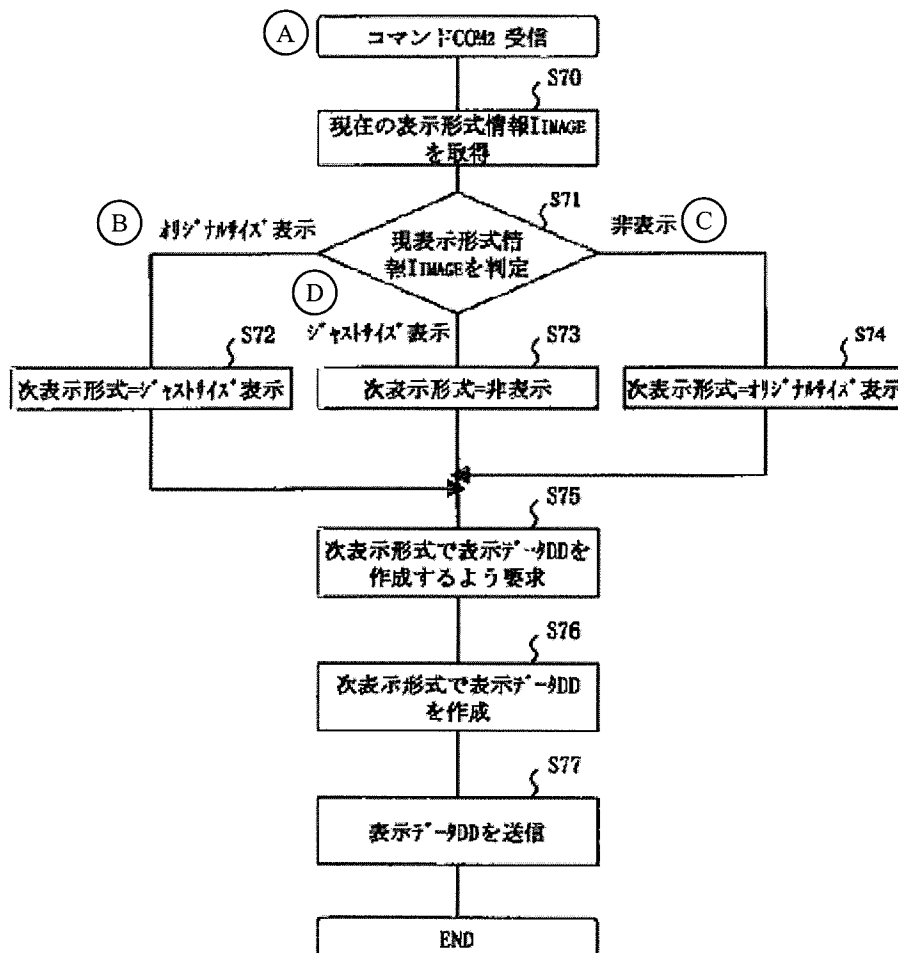 A
コマンドCOM2 受信
S70
現在の表示形式情報IIMAGE
を取得
S71
B
オリジナルサイズ表示
非表示
C
現表示形式情
報IIMAGEを判定
D
ジャストサイズ表示
S72
S73
S74
次表示形式=ジャストサイズ表示
次表示形式=非表示
次表示形式=オリジナルサイズ表示
S75
次表示形式で表示データDDを
作成するよう要求
S76
次表示形式で表示データDD
を作成
S77
表示データDDを送信
END